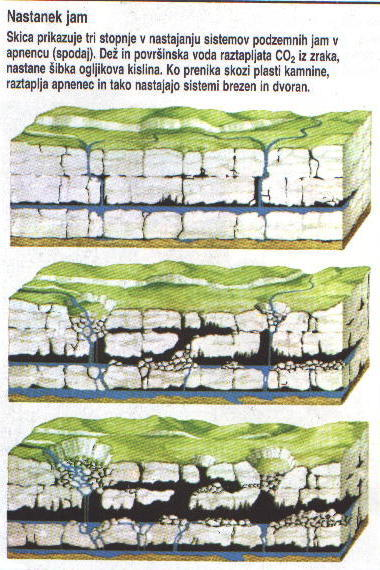 Nastanek jam
Skica prikazuje tri stopnje v nastajanju sistemov podzemnih jam v
apnencu (spodaj). Dež in površinska voda raztapljata CO₂ iz zraka,
nastane šibka ogljikova kislina. Ko prenika skozi plasti kamnine,
raztaplja apnenec in tako nastajajo sistemi brezen in dvoran.